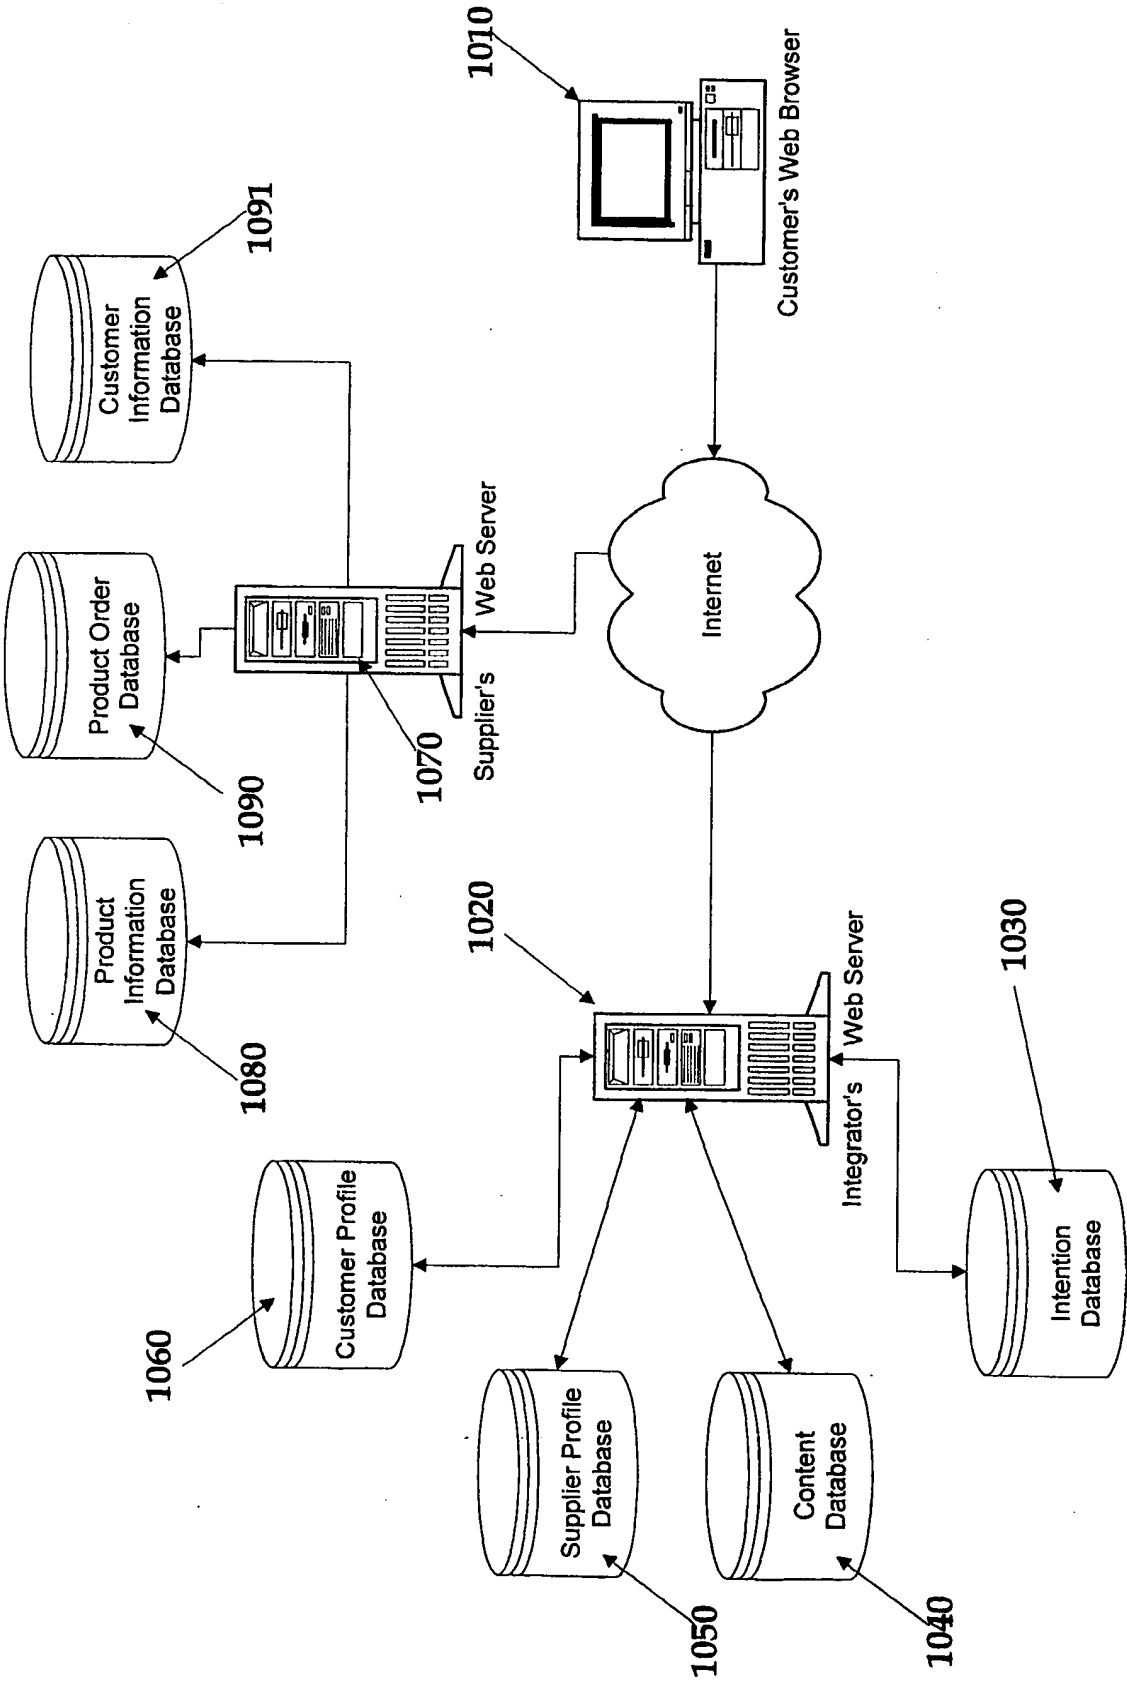 Product
Information
Database
Product Order
Database
Customer
Information
Database
1080
1090
1091
1060
Customer Profile
Database
1070
Supplier's Web Server
1020
1010
Supplier Profile
Database
1050
Internet
Customer's Web Browser
Content
Database
Integrator's Web Server
1040
1030
Intention
Database